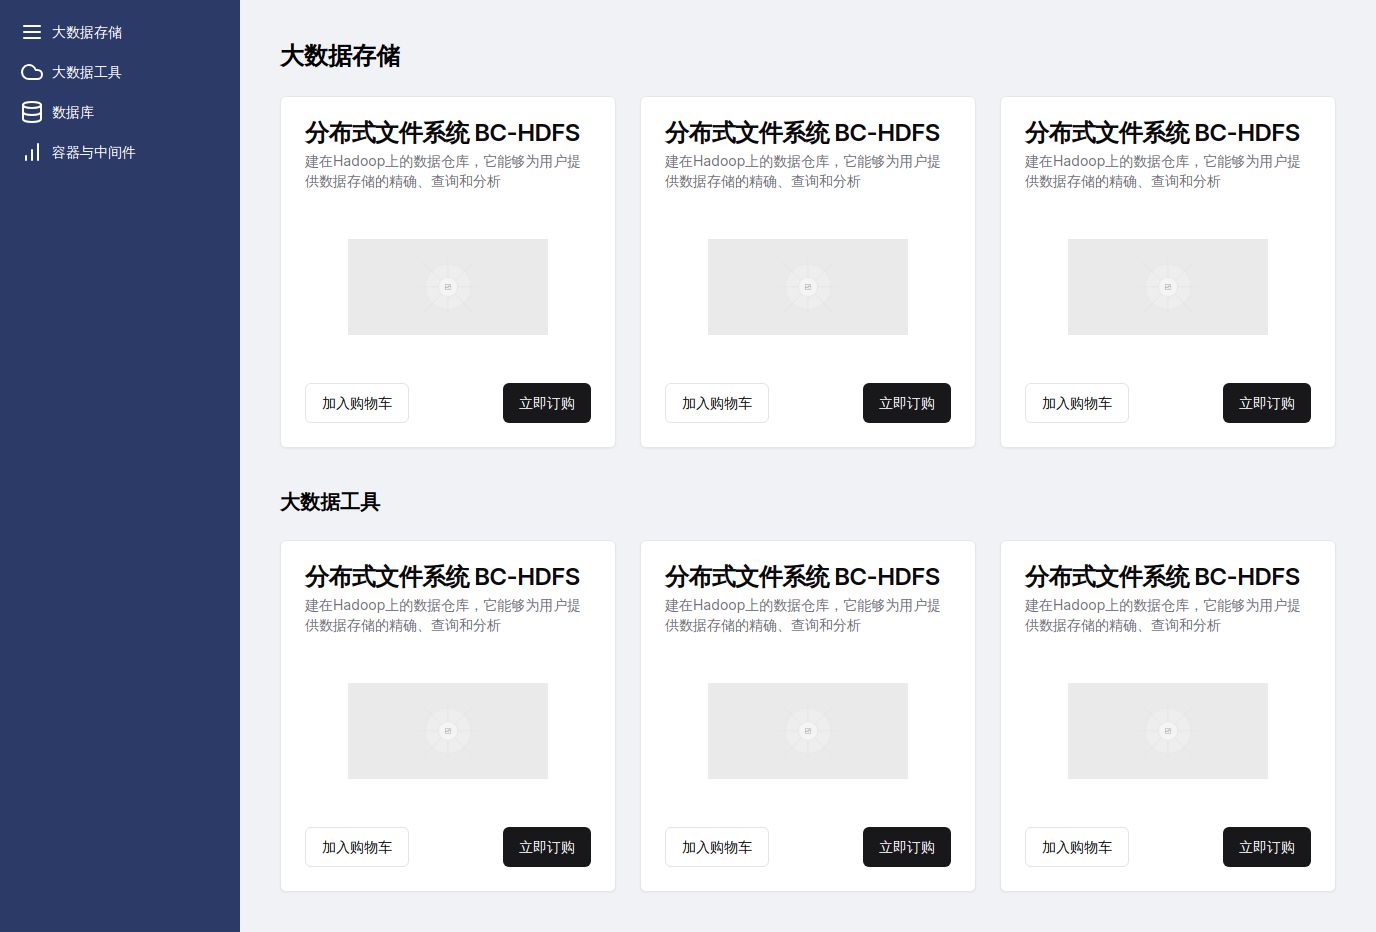 大数据存储
大数据工具
数据库
容器与中间件
大数据存储
分布式文件系统 BC-HDFS
建在Hadoop上的数据仓库，它能够为用户提
供数据存储的精确、查询和分析
加入购物车
立即订购
分布式文件系统 BC-HDFS
建在Hadoop上的数据仓库，它能够为用户提
供数据存储的精确、查询和分析
加入购物车
立即订购
分布式文件系统 BC-HDFS
建在Hadoop上的数据仓库，它能够为用户提
供数据存储的精确、查询和分析
加入购物车
立即订购
大数据工具
分布式文件系统 BC-HDFS
建在Hadoop上的数据仓库，它能够为用户提
供数据存储的精确、查询和分析
加入购物车
立即订购
分布式文件系统 BC-HDFS
建在Hadoop上的数据仓库，它能够为用户提
供数据存储的精确、查询和分析
加入购物车
立即订购
分布式文件系统 BC-HDFS
建在Hadoop上的数据仓库，它能够为用户提
供数据存储的精确、查询和分析
加入购物车
立即订购